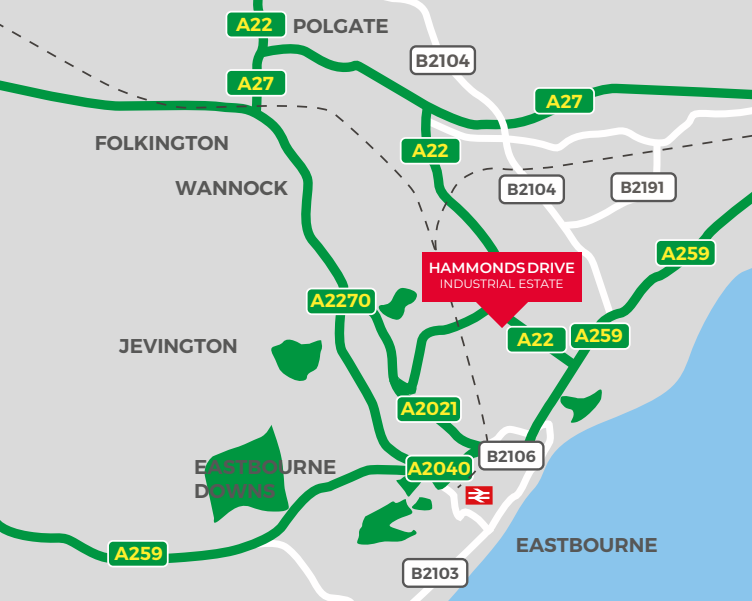 A22
POLGATE
B2104
A27
A27
FOLKINGTON
A22
WANNOCK
B2104
B2191
A259
HAMMONDS DRIVE
INDUSTRIAL ESTATE
A2270
A22
A259
JEVINGTON
A2021
B2106
EASTBOURNE
DOWNS
A2040
EASTBOURNE
A259
B2103